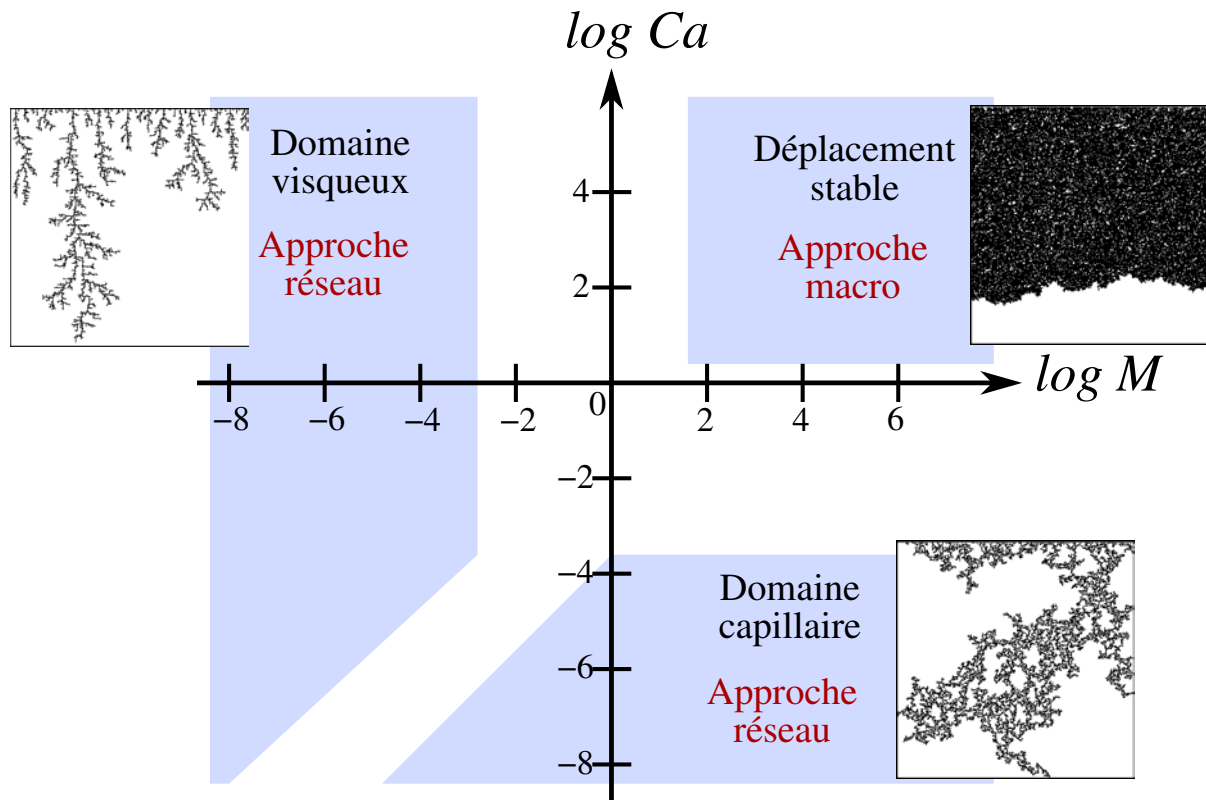 log Ca
Domaine
visqueux
Approche
réseau
Déplacement
stable
Approche
macro
4
2
log M
−8
−6
−4
−2
0
2
4
6
−2
−4
−6
−8
Domaine
capillaire
Approche
réseau